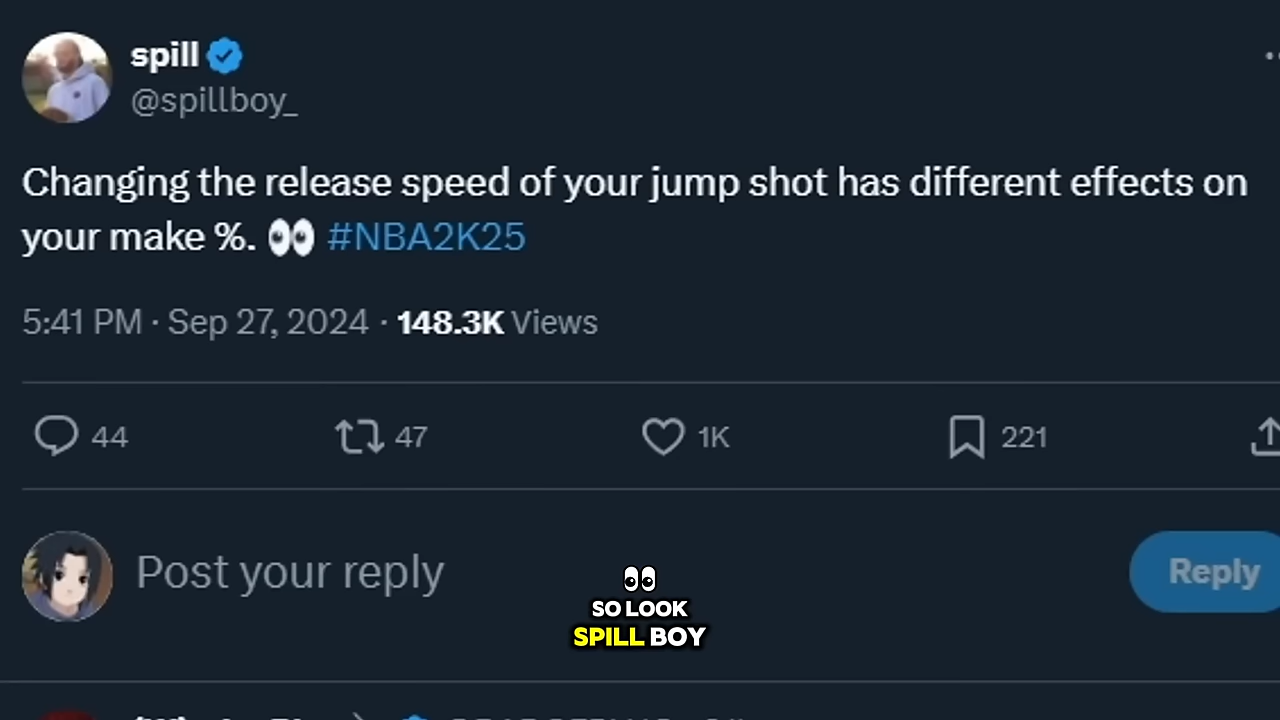 spill
@spillboy_
Changing the release speed of your jump shot has different effects on
your make %. 👀 #NBA2K25
5:41 PM · Sep 27, 2024 · 148.3K Views
44 47 1K 221
Post your reply
Reply
👀
SO LOOK
SPILL BOY